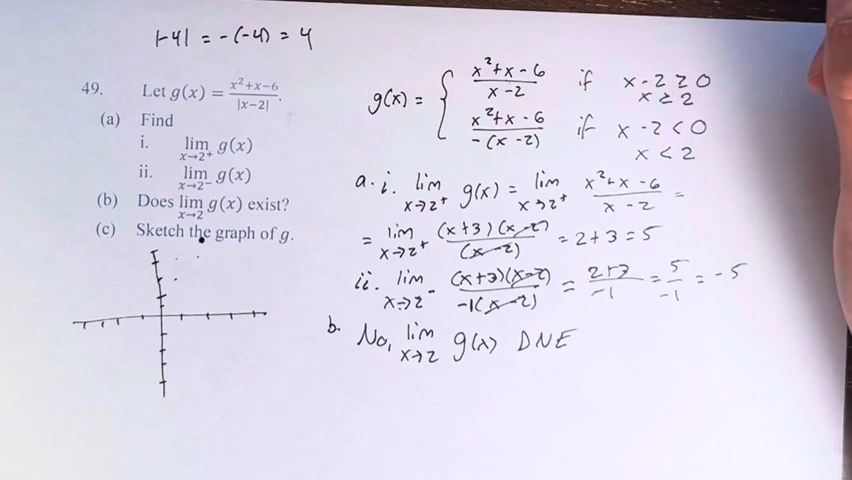 |-4| = -(-4) = 4
49. Let g(x) = x²+x−6 / |x−2|.
(a) Find
i. lim x→2⁺ g(x)
ii. lim x→2⁻ g(x)
(b) Does lim x→2 g(x) exist?
(c) Sketch the graph of g.
g(x) = { x²+x-6 / x-2 if x-2 ≥ 0
x ≥ 2
x²+x-6 / -(x-2) if x-2 < 0
x < 2
a. i. lim x→2⁺ g(x) = lim x→2⁺ x²+x-6 / x-2 =
= lim x→2⁺ (x+3)(x-2) / (x-2) = 2+3 = 5
ii. lim x→2⁻ (x+3)(x-2) / -1(x-2) = 2+3 / -1 = 5 / -1 = -5
b. No, lim x→2 g(x) DNE